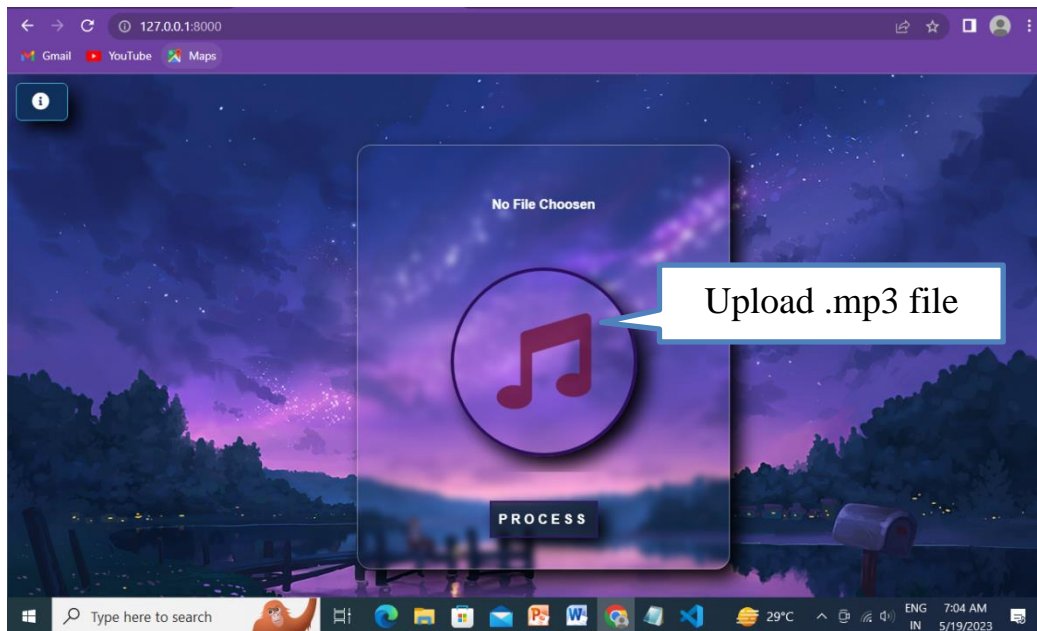 127.0.0.1:8000
Gmail YouTube Maps
No File Choosen
Upload .mp3 file
PROCESS
Type here to search
29°C
ENG 7:04 AM
IN 5/19/2023